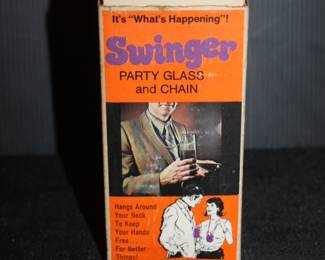 It's "What's Happening"!
Swinger
PARTY GLASS
and CHAIN
Hangs Around
Your Neck
To Keep
Your Hands
Free . . .
For Better
Things!